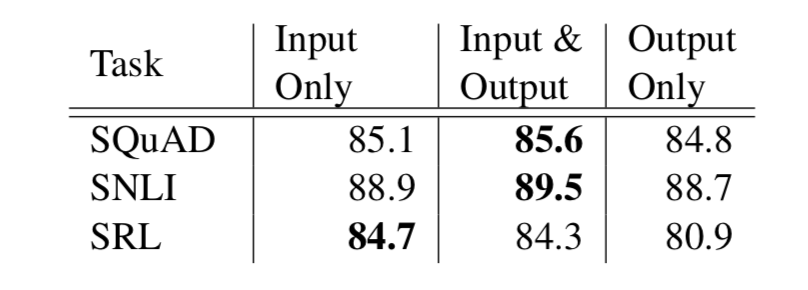 Task Input Only Input & Output Output Only
SQuAD 85.1 85.6 84.8
SNLI 88.9 89.5 88.7
SRL 84.7 84.3 80.9